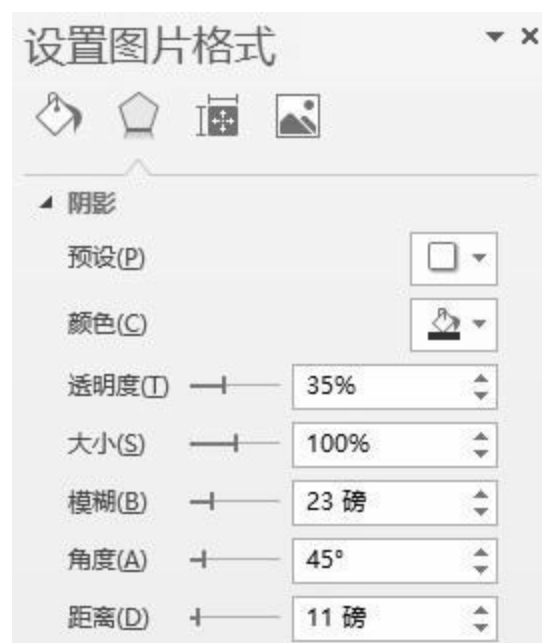 设置图片格式
阴影
预设(P)
颜色(C)
透明度(T) 35%
大小(S) 100%
模糊(B) 23 磅
角度(A) 45°
距离(D) 11 磅